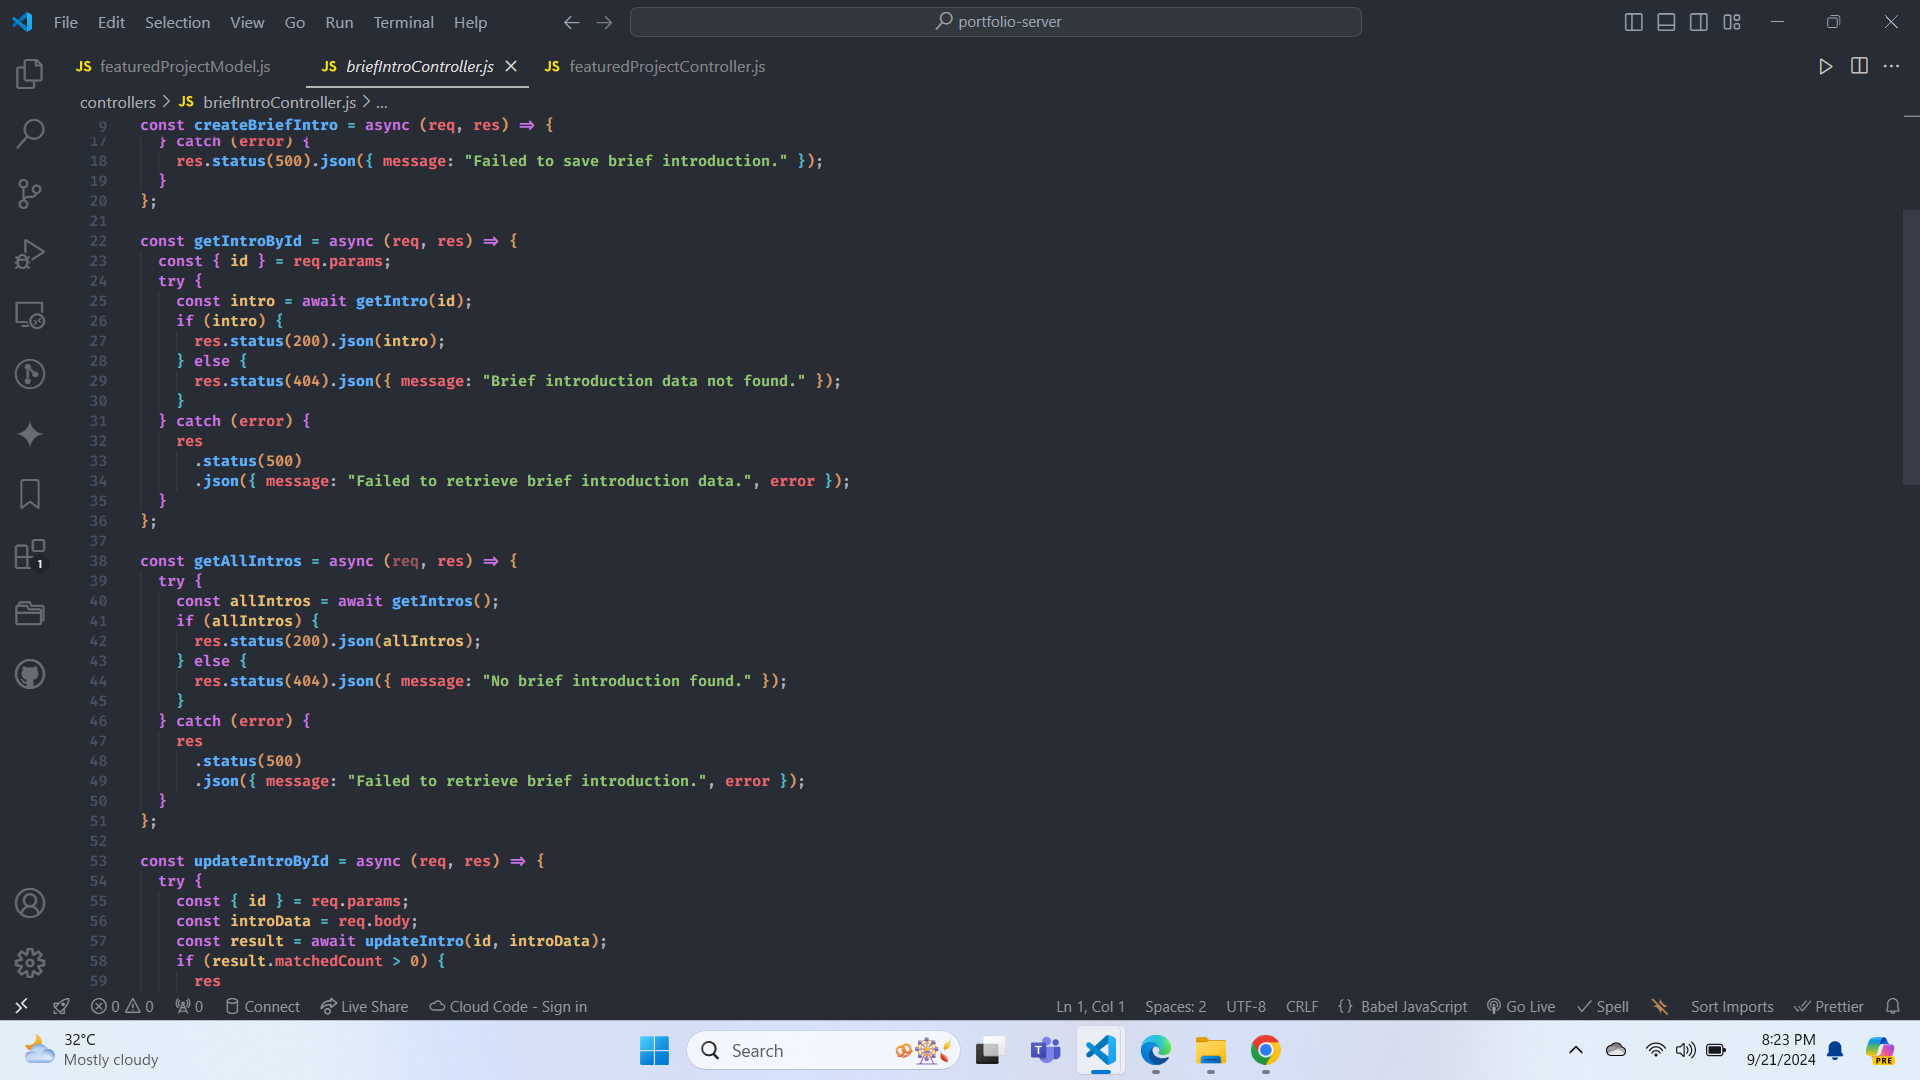 File Edit Selection View Go Run Terminal Help portfolio-server
JS featuredProjectModel.js JS briefIntroController.js JS featuredProjectController.js
controllers > JS briefIntroController.js > ...
9 const createBriefIntro = async (req, res) => {
17 } catch (error) {
18 res.status(500).json({ message: "Failed to save brief introduction." });
19 }
20 };
21
22 const getIntroById = async (req, res) => {
23 const { id } = req.params;
24 try {
25 const intro = await getIntro(id);
26 if (intro) {
27 res.status(200).json(intro);
28 } else {
29 res.status(404).json({ message: "Brief introduction data not found." });
30 }
31 } catch (error) {
32 res
33 .status(500)
34 .json({ message: "Failed to retrieve brief introduction data.", error });
35 }
36 };
37
38 const getAllIntros = async (req, res) => {
39 try {
40 const allIntros = await getIntros();
41 if (allIntros) {
42 res.status(200).json(allIntros);
43 } else {
44 res.status(404).json({ message: "No brief introduction found." });
45 }
46 } catch (error) {
47 res
48 .status(500)
49 .json({ message: "Failed to retrieve brief introduction.", error });
50 }
51 };
52
53 const updateIntroById = async (req, res) => {
54 try {
55 const { id } = req.params;
56 const introData = req.body;
57 const result = await updateIntro(id, introData);
58 if (result.matchedCount > 0) {
59 res
1
0 0 0 Connect Live Share Cloud Code - Sign in Ln 1, Col 1 Spaces: 2 UTF-8 CRLF {} Babel JavaScript Go Live Spell Sort Imports Prettier
32°C
Mostly cloudy
Search
PRE
8:23 PM
9/21/2024